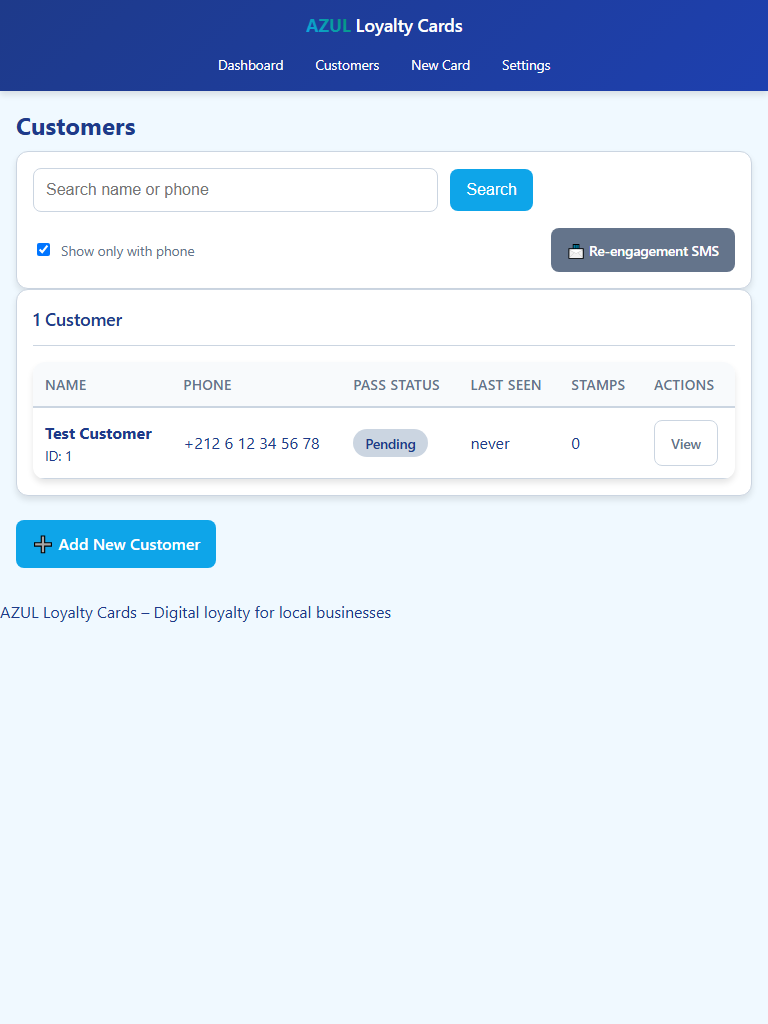 AZUL Loyalty Cards
Dashboard Customers New Card Settings
Customers
Search name or phone Search
Show only with phone Re-engagement SMS
1 Customer
NAME PHONE PASS STATUS LAST SEEN STAMPS ACTIONS
Test Customer +212 6 12 34 56 78 Pending never 0 View
ID: 1
Add New Customer
AZUL Loyalty Cards – Digital loyalty for local businesses